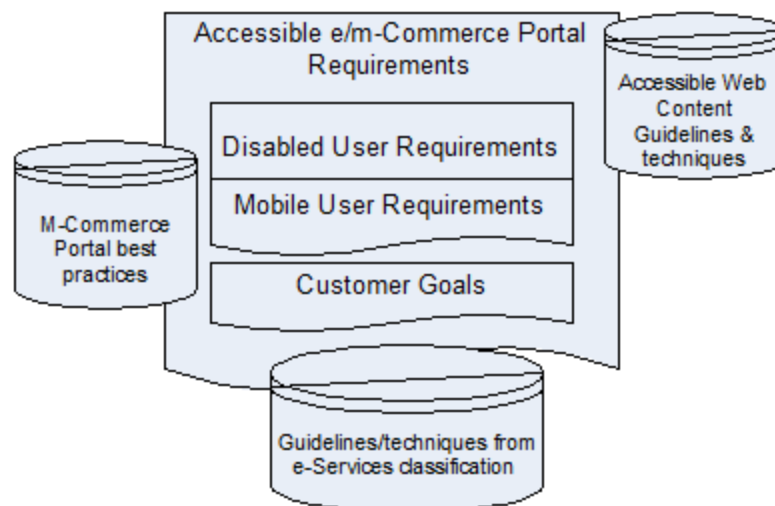 Accessible e/m-Commerce Portal
Requirements
Accessible Web
Content
Guidelines &
techniques
Disabled User Requirements
Mobile User Requirements
M-Commerce
Portal best
practices
Customer Goals
Guidelines/techniques from
e-Services classification